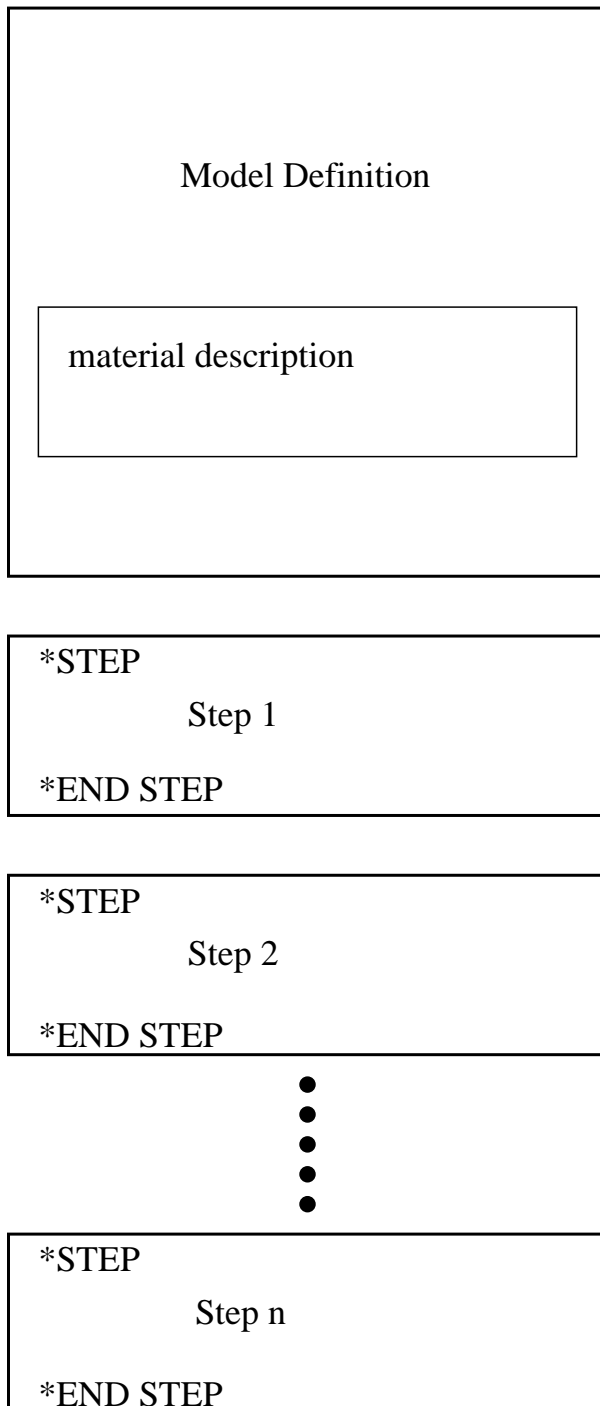 Model Definition
material description
*STEP
Step 1
*END STEP
*STEP
Step 2
*END STEP
*STEP
Step n
*END STEP